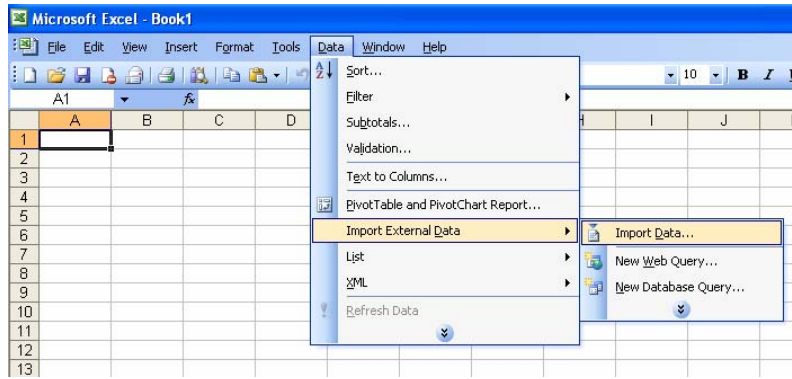 Microsoft Excel - Book1
File Edit View Insert Format Tools Data Window Help
10 B I
A1 fx
A B C D H I J
1
2
3
4
5
6
7
8
9
10
11
12
13
Sort...
Filter
Subtotals...
Validation...
Text to Columns...
PivotTable and PivotChart Report...
Import External Data
List
XML
Refresh Data
Import Data...
New Web Query...
New Database Query...